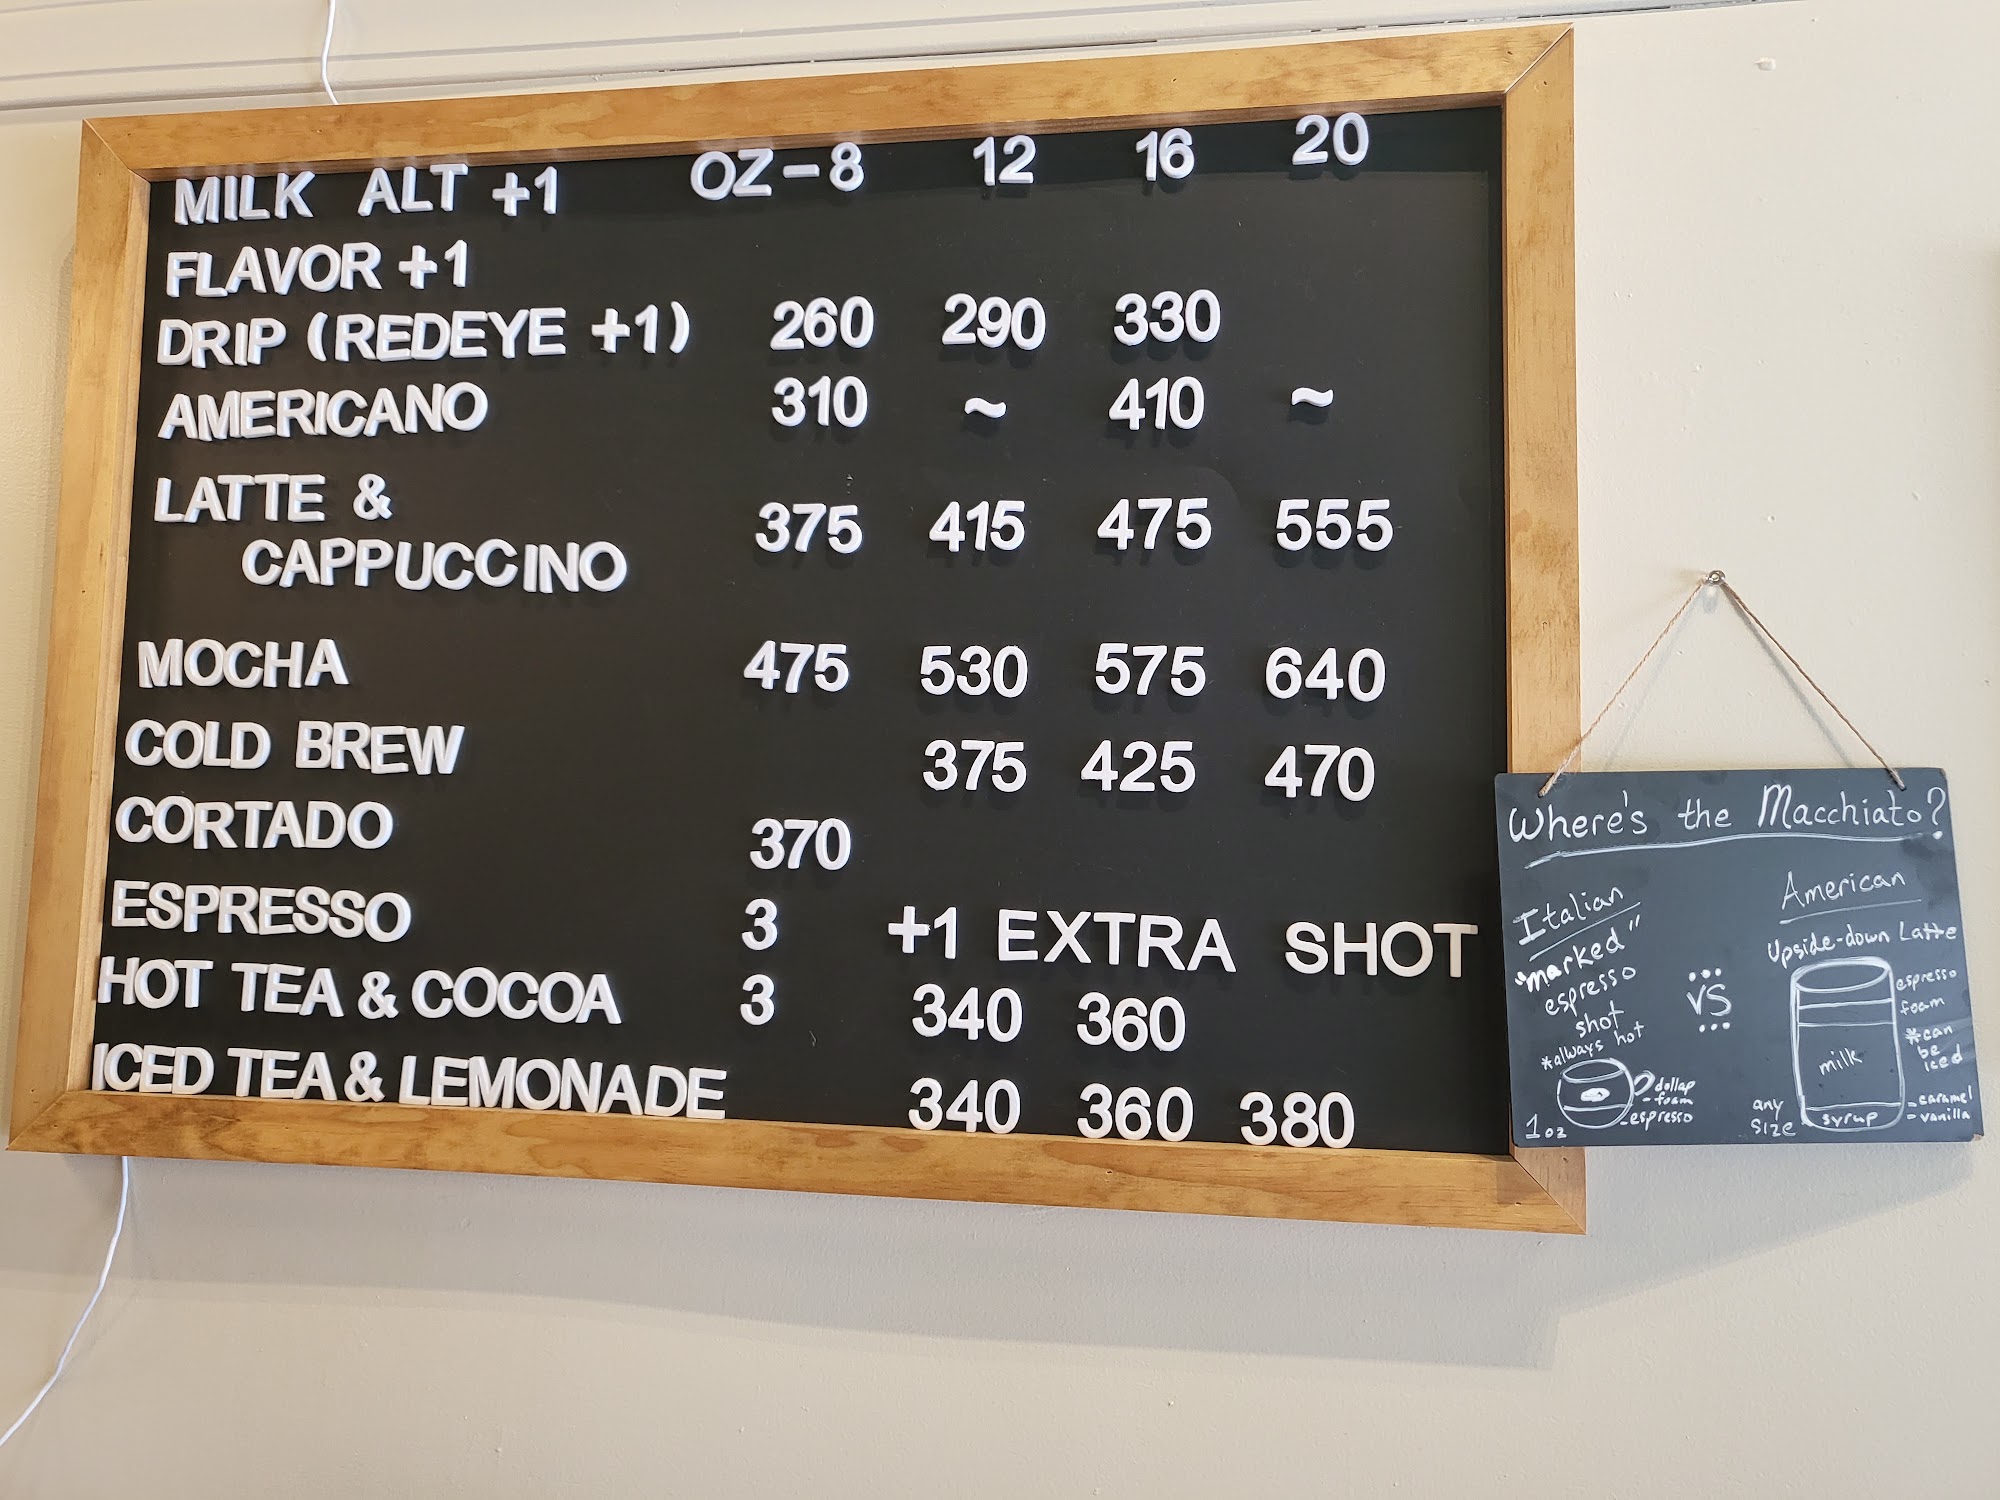 MILK ALT +1 OZ-8 12 16 20
FLAVOR +1
DRIP (REDEYE +1) 260 290 330
AMERICANO 310 ~ 410 ~
LATTE &
CAPPUCCINO 375 415 475 555
MOCHA 475 530 575 640
COLD BREW 375 425 470
CORTADO 370
ESPRESSO 3 +1 EXTRA SHOT
HOT TEA & COCOA 3 340 360
ICED TEA & LEMONADE 340 360 380
Where's the Macchiato?
Italian
"marked"
espresso
shot
*always hot
dollap
-foam
-espresso
1oz
VS
American
Upside-down Latte
espresso
foam
*can
be
iced
milk
syrup
-caramel
-vanilla
any
size